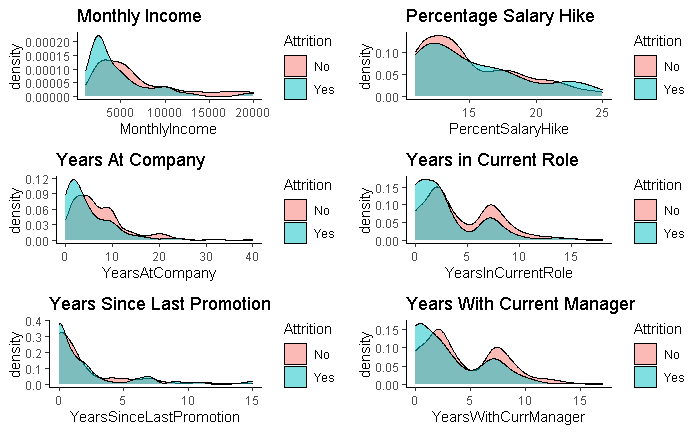 Monthly Income
density
0.00020
0.00015
0.00010
0.00005
0.00000
5000 10000 15000 20000
MonthlyIncome
Attrition
No
Yes
Percentage Salary Hike
density
0.10
0.05
0.00
15 20 25
PercentSalaryHike
Attrition
No
Yes
Years At Company
density
0.12
0.09
0.06
0.03
0.00
0 10 20 30 40
YearsAtCompany
Attrition
No
Yes
Years in Current Role
density
0.15
0.10
0.05
0.00
0 5 10 15
YearsInCurrentRole
Attrition
No
Yes
Years Since Last Promotion
density
0.4
0.3
0.2
0.1
0.0
0 5 10 15
YearsSinceLastPromotion
Attrition
No
Yes
Years With Current Manager
density
0.15
0.10
0.05
0.00
0 5 10 15
YearsWithCurrManager
Attrition
No
Yes